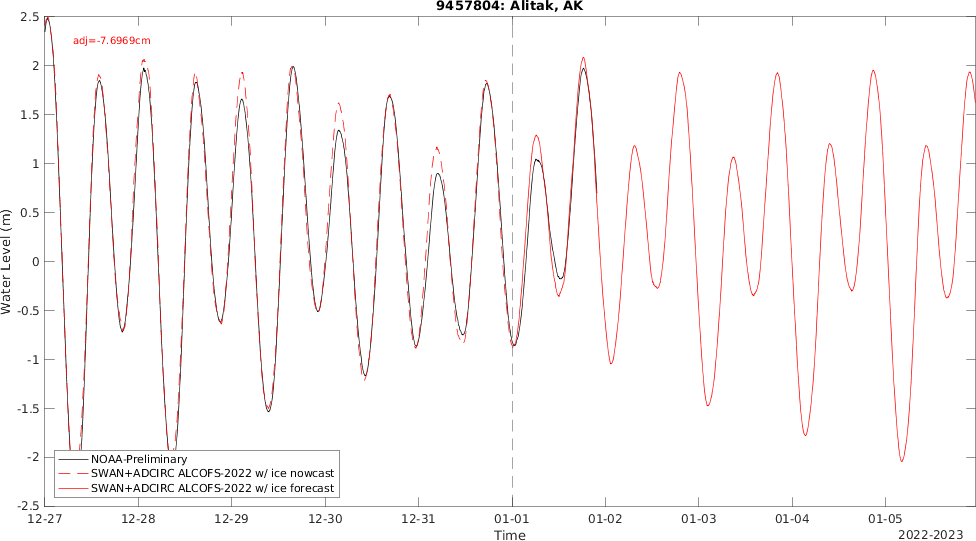 9457804: Alitak, AK
adj=-7.6969cm
Water Level (m)
2.5
2
1.5
1
0.5
0
-0.5
-1
-1.5
-2
-2.5
NOAA-Preliminary
SWAN+ADCIRC ALCOFS-2022 w/ ice nowcast
SWAN+ADCIRC ALCOFS-2022 w/ ice forecast
12-27 12-28 12-29 12-30 12-31 01-01 01-02 01-03 01-04 01-05
Time
2022-2023